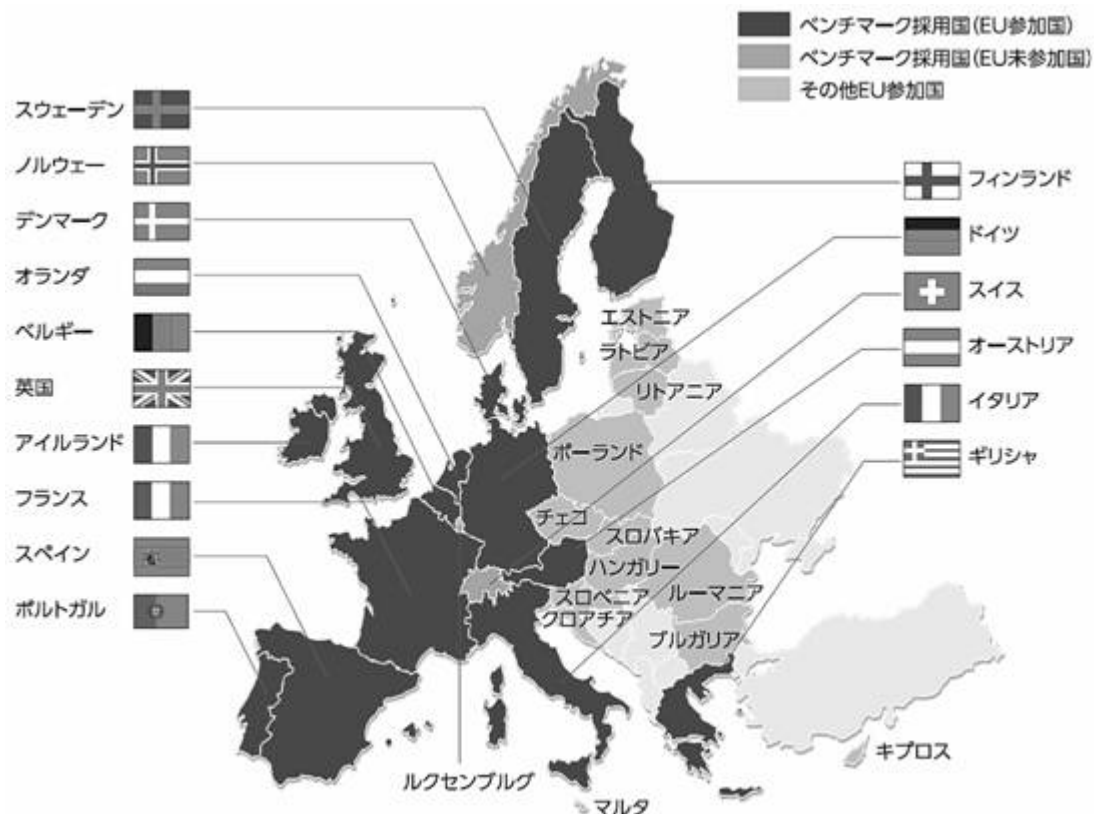 ベンチマーク採用国(EU参加国)
ベンチマーク採用国(EU未参加国)
その他EU参加国
スウェーデン
ノルウェー
デンマーク
オランダ
ベルギー
英国
アイルランド
フランス
スペイン
ポルトガル
フィンランド
ドイツ
スイス
オーストリア
イタリア
ギリシャ
エストニア
ラトビア
リトアニア
ポーランド
チェコ
スロバキア
ハンガリー
スロベニア
ルーマニア
クロアチア
ブルガリア
キプロス
ルクセンブルグ
マルタ